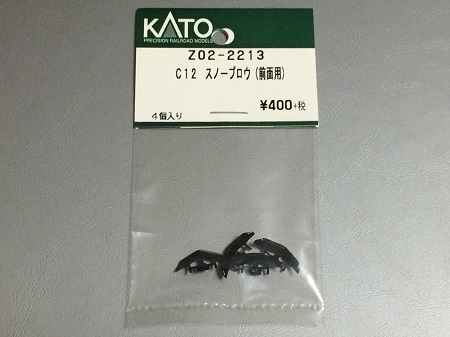 KATO
PRECISION RAILROAD MODELS
Z02-2213
C12 スノープロウ (前面用)
¥400+税
4個入り